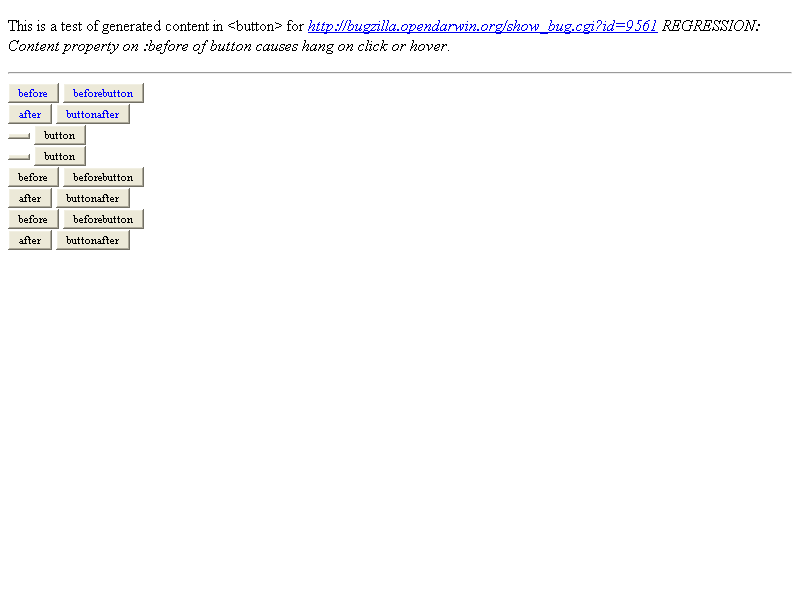 This is a test of generated content in <button> for http://bugzilla.opendarwin.org/show_bug.cgi?id=9561 REGRESSION:
Content property on :before of button causes hang on click or hover.
before beforebutton
after buttonafter
button
button
before beforebutton
after buttonafter
before beforebutton
after buttonafter